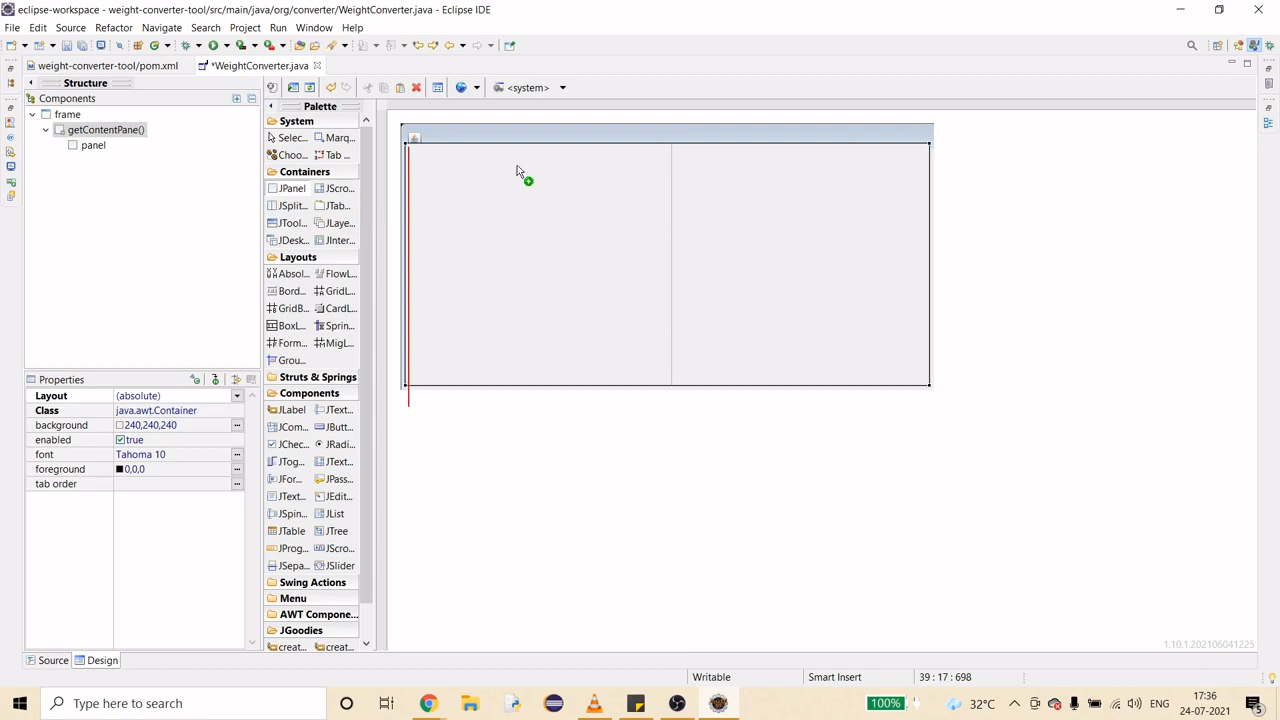 eclipse-workspace - weight-converter-tool/src/main/java/org/converter/WeightConverter.java - Eclipse IDE
File Edit Source Refactor Navigate Search Project Run Window Help
weight-converter-tool/pom.xml *WeightConverter.java
Structure
<system>
Components
Palette
frame
System
getContentPane()
Selec... Marq...
panel
Choo... Tab ...
Containers
JPanel JScro...
JSplit... JTab...
JTool... JLaye...
JDesk... JInter...
Layouts
Absol... FlowL...
Bord... GridL...
GridB... CardL...
BoxL... Sprin...
Form... MigL...
Grou...
Struts & Springs
Components
JLabel JText...
JCom... JButt...
JChec... JRadi...
JTog... JText...
JFor... JPass...
JText... JEdit...
JSpin... JList
JTable JTree
JProg... JScro...
JSepa... JSlider
Swing Actions
Menu
AWT Compone...
JGoodies
creat... creat...
Properties
Layout (absolute)
Class java.awt.Container
background 240,240,240
enabled true
font Tahoma 10
foreground 0,0,0
tab order
1.10.1.202106041225
Source Design
Writable Smart Insert 39 : 17 : 698
Type here to search
100%
32°C
ENG
17:36
24-07-2021
5